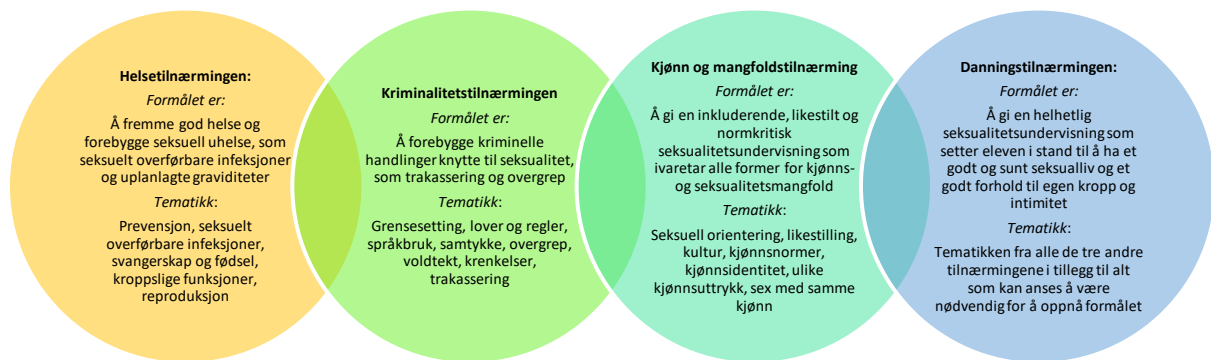 Helsetilnærmingen:
Formålet er:
Å fremme god helse og
forebygge seksuell uhelse, som
seksuelt overførbare infeksjoner
og uplanlagte graviditeter
Tematikk:
Prevensjon, seksuelt
overførbare infeksjoner,
svangerskap og fødsel,
kroppslige funksjoner,
reproduksjon
Kriminalitetstilnærmingen
Formålet er:
Å forebygge kriminelle
handlinger knytte til seksualitet,
som trakassering og overgrep
Tematikk:
Grensesetting, lover og regler,
språkbruk, samtykke, overgrep,
voldtekt, krenkelser,
trakassering
Kjønn og mangfoldstilnærming
Formålet er:
Å gi en inkluderende, likestilt og
normkritisk
seksualitetsundervisning som
ivaretar alle former for kjønns-
og seksualitetsmangfold
Tematikk:
Seksuell orientering, likestilling,
kultur, kjønnsnormer,
kjønnsidentitet, ulike
kjønnsuttrykk, sex med samme
kjønn
Danningstilnærmingen:
Formålet er:
Å gi en helhetlig
seksualitetsundervisning som
setter eleven i stand til å ha et
godt og sunt seksualliv og et
godt forhold til egen kropp og
intimitet
Tematikk:
Tematikken fra alle de tre andre
tilnærmingene i tillegg til alt
som kan anses å være
nødvendig for å oppnå formålet